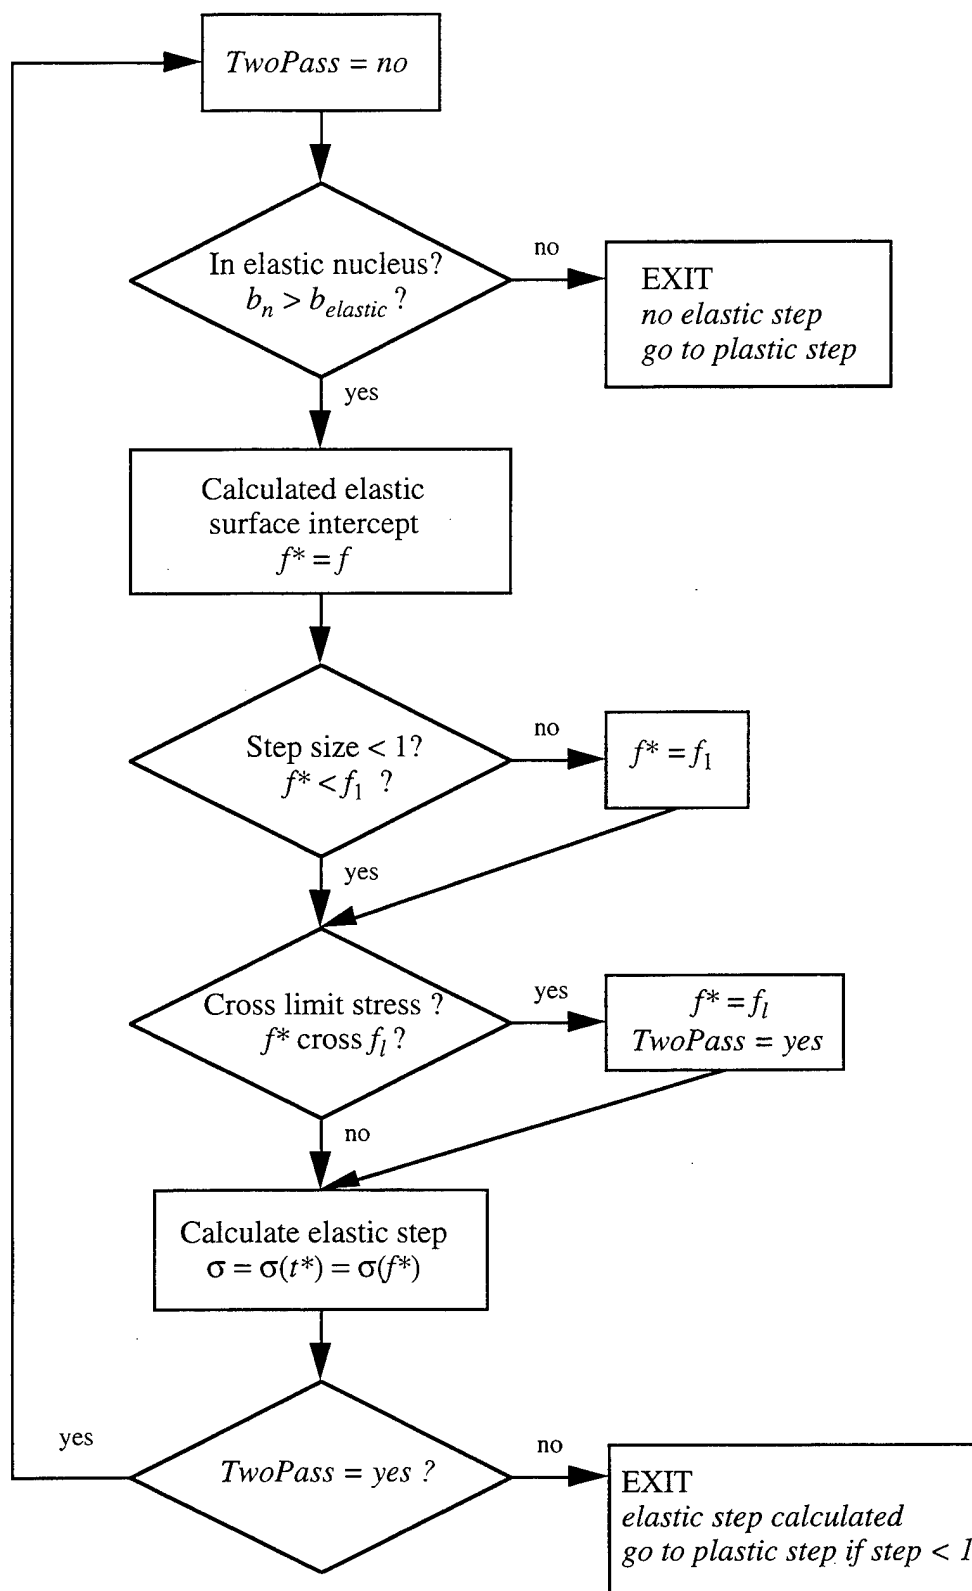 TwoPass = no
In elastic nucleus?
b_n > b_elastic ?
no
EXIT
no elastic step
go to plastic step
yes
Calculated elastic
surface intercept
f* = f
Step size < 1?
f* < f_1 ?
no
f* = f_1
yes
Cross limit stress ?
f* cross f_l ?
yes
f* = f_l
TwoPass = yes
no
Calculate elastic step
σ = σ(t*) = σ(f*)
TwoPass = yes ?
yes
no
EXIT
elastic step calculated
go to plastic step if step < 1